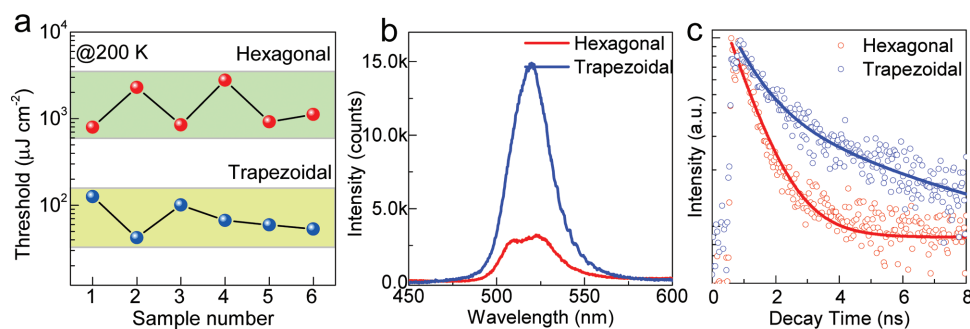 a
@200 K
Hexagonal
Trapezoidal
10⁴
10³
10²
Threshold (μJ cm⁻²)
1 2 3 4 5 6
Sample number
b
Hexagonal
Trapezoidal
15.0k
10.0k
5.0k
0.0
Intensity (counts)
450 500 550 600
Wavelength (nm)
c
Hexagonal
Trapezoidal
Intensity (a.u.)
0 2 4 6 8
Decay Time (ns)